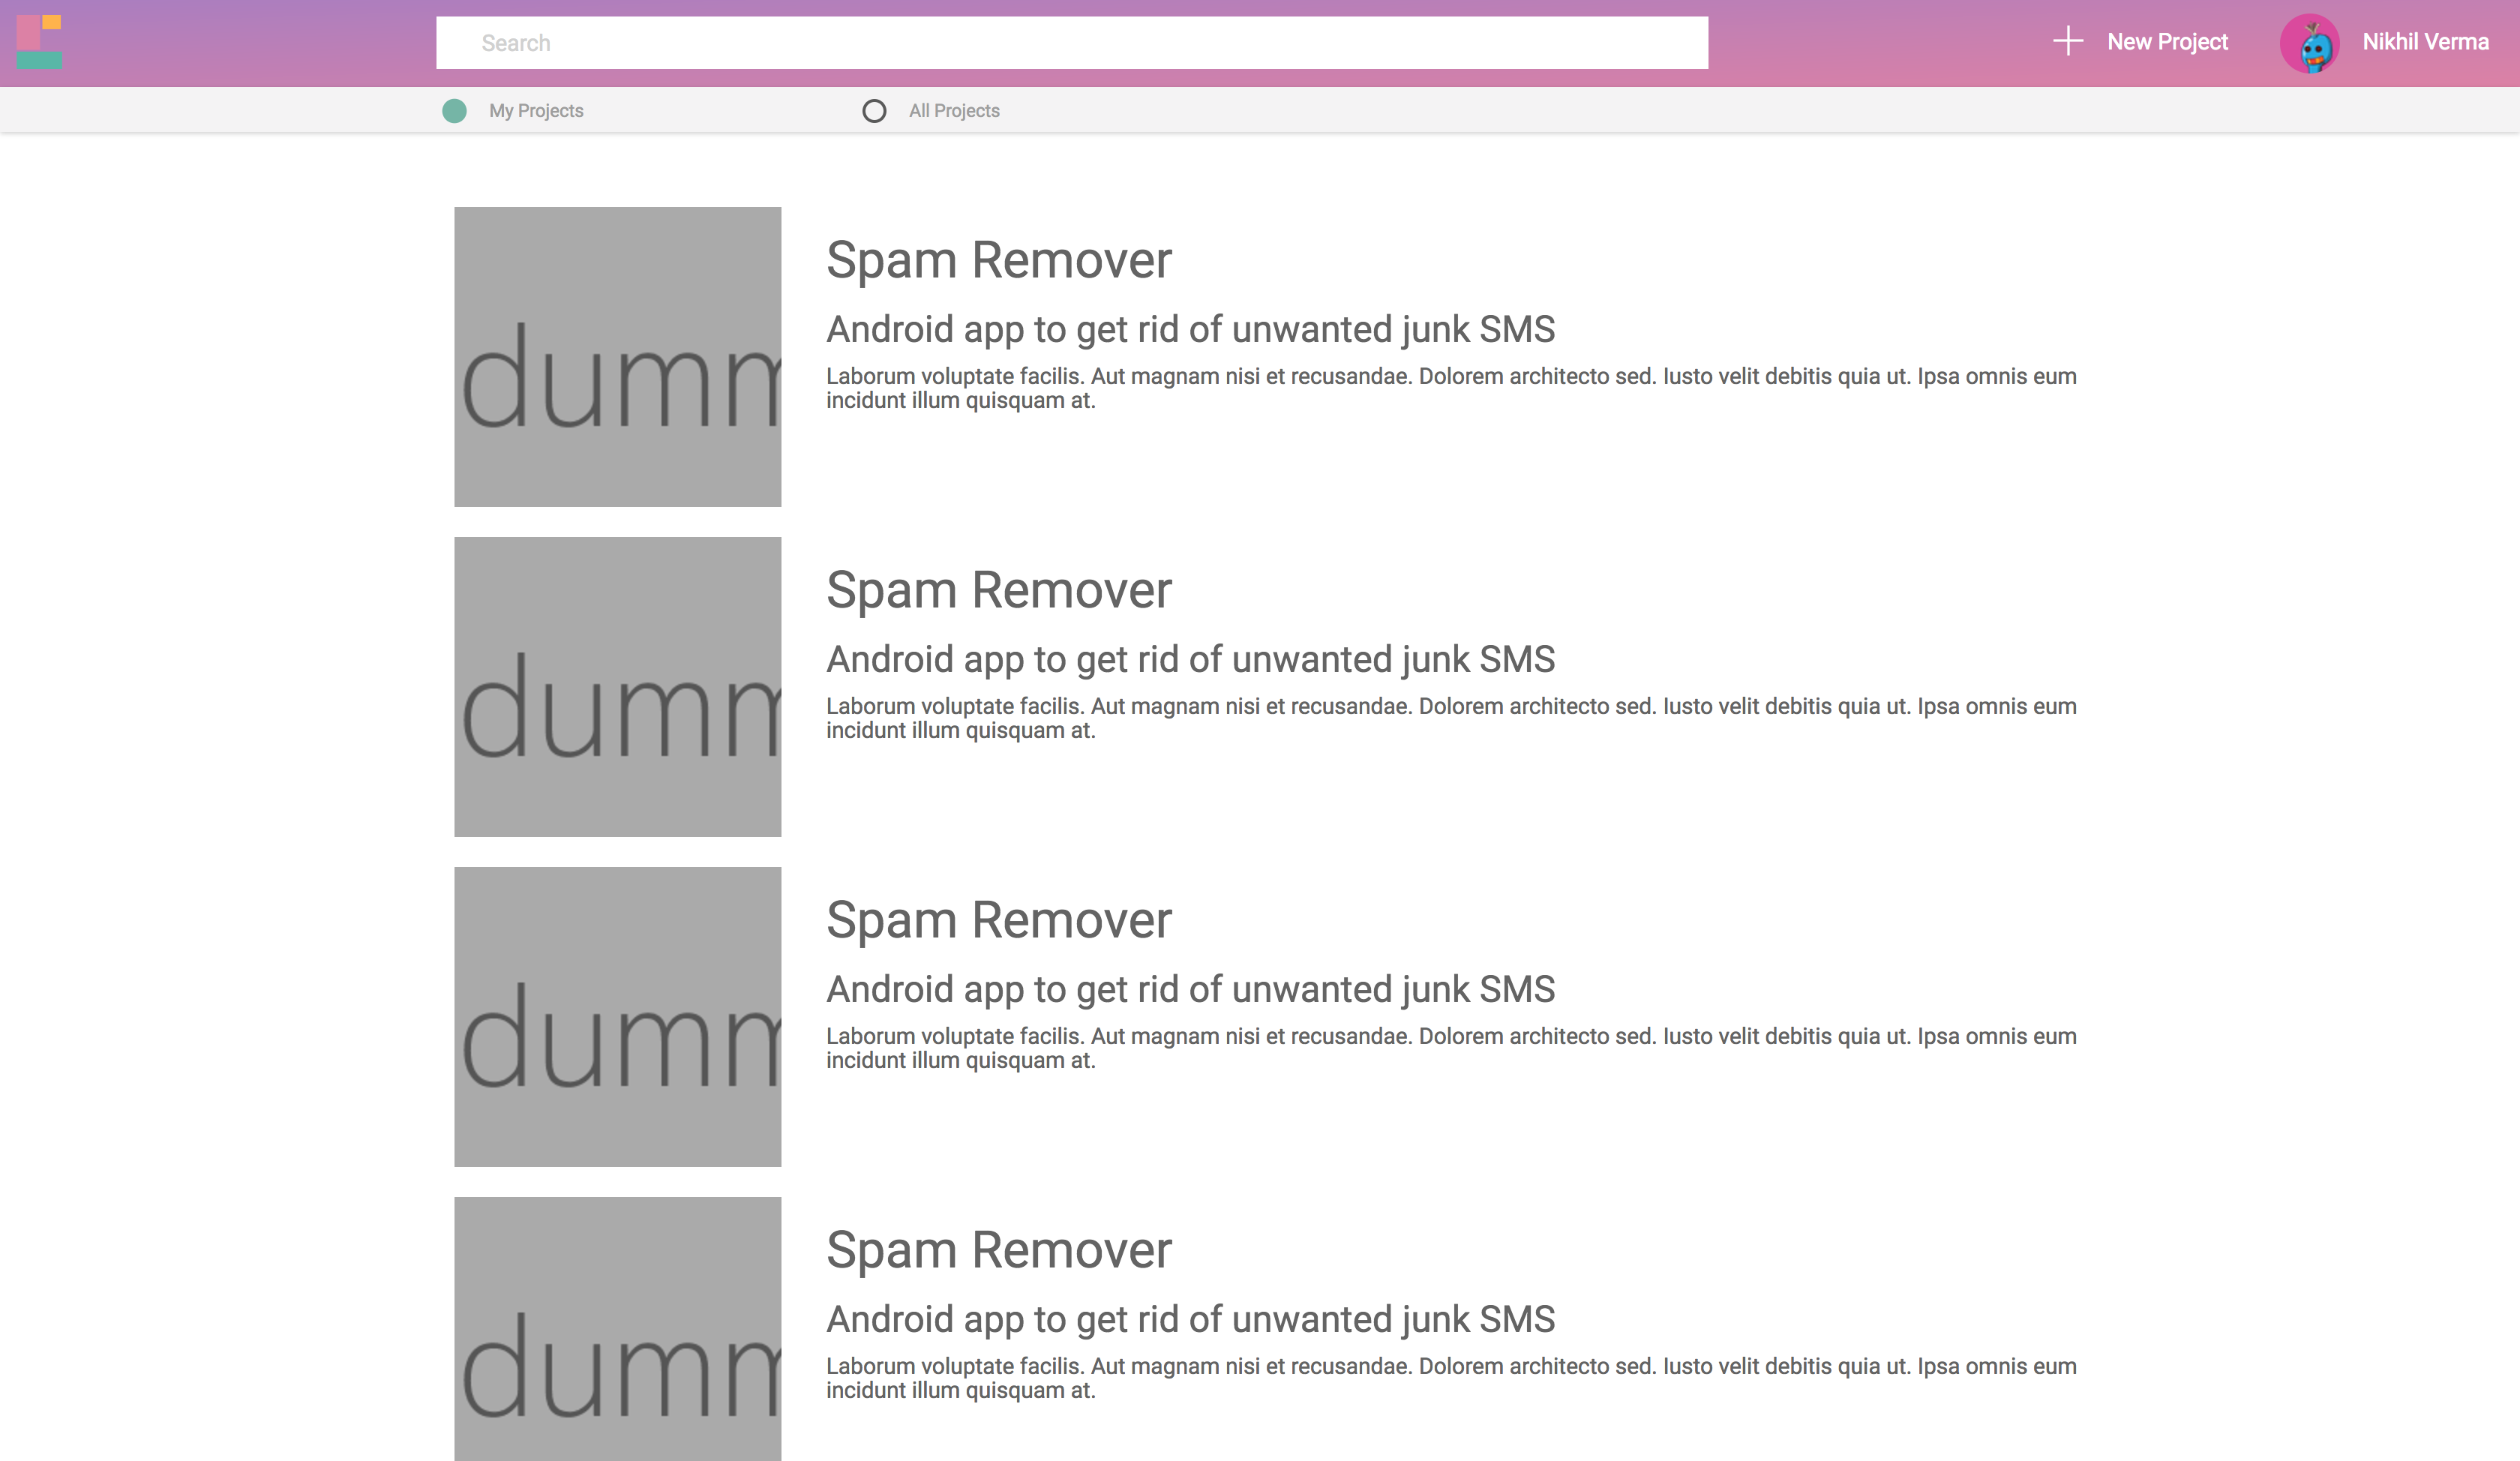 Search
New Project
Nikhil Verma
My Projects
All Projects
dumm
Spam Remover
Android app to get rid of unwanted junk SMS
Laborum voluptate facilis. Aut magnam nisi et recusandae. Dolorem architecto sed. Iusto velit debitis quia ut. Ipsa omnis eum
incidunt illum quisquam at.
dumm
Spam Remover
Android app to get rid of unwanted junk SMS
Laborum voluptate facilis. Aut magnam nisi et recusandae. Dolorem architecto sed. Iusto velit debitis quia ut. Ipsa omnis eum
incidunt illum quisquam at.
dumm
Spam Remover
Android app to get rid of unwanted junk SMS
Laborum voluptate facilis. Aut magnam nisi et recusandae. Dolorem architecto sed. Iusto velit debitis quia ut. Ipsa omnis eum
incidunt illum quisquam at.
dumm
Spam Remover
Android app to get rid of unwanted junk SMS
Laborum voluptate facilis. Aut magnam nisi et recusandae. Dolorem architecto sed. Iusto velit debitis quia ut. Ipsa omnis eum
incidunt illum quisquam at.